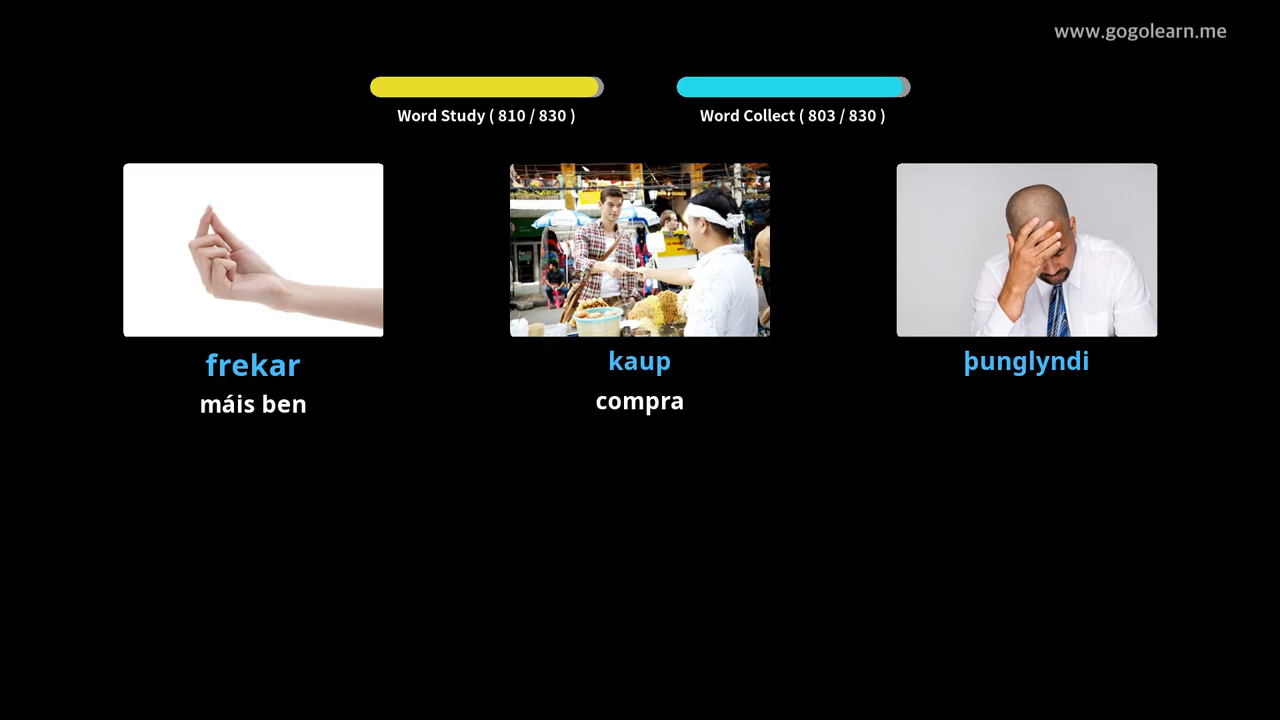 www.gogolearn.me
Word Study ( 810 / 830 )
Word Collect ( 803 / 830 )
frekar
máis ben
kaup
compra
þunglyndi